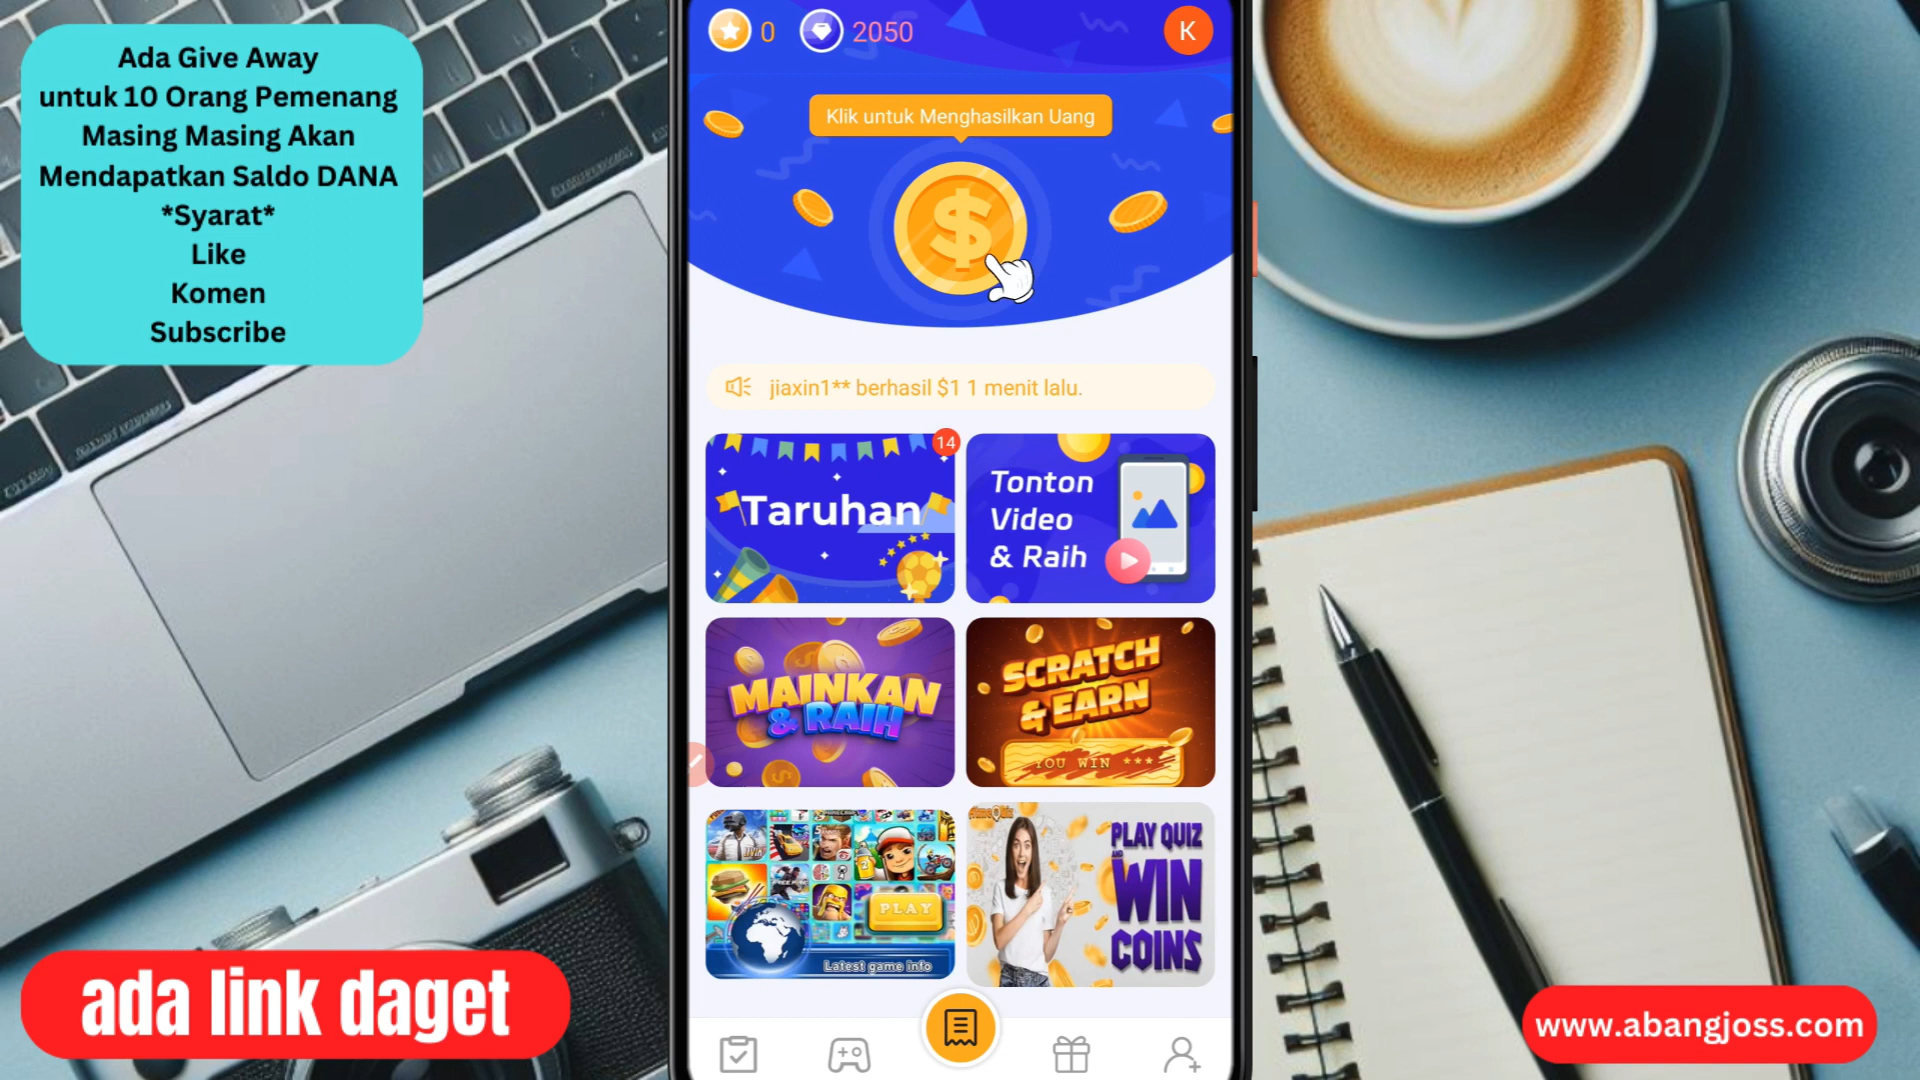 Ada Give Away
untuk 10 Orang Pemenang
Masing Masing Akan
Mendapatkan Saldo DANA
*Syarat*
Like
Komen
Subscribe
0
2050
K
Klik untuk Menghasilkan Uang
jiaxin1** berhasil $1 1 menit lalu.
14
Taruhan
Tonton
Video
& Raih
MAINKAN
& RAIH
SCRATCH
& EARN
YOU WIN ***
PLAY
Latest game info
PLAY QUIZ
AND
WIN
COINS
ada link daget
www.abangjoss.com